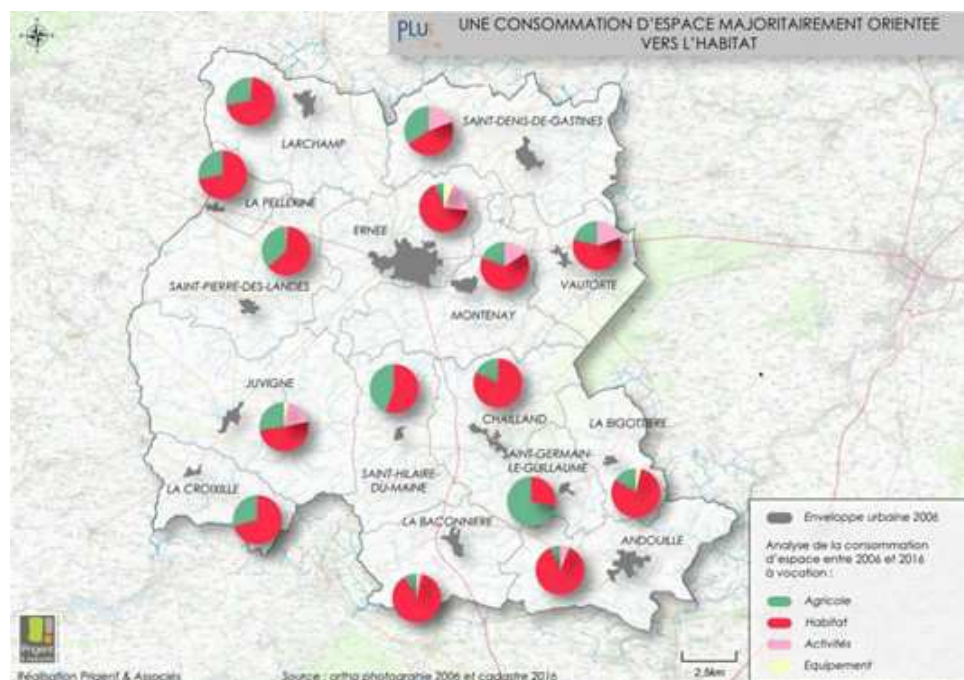 PLU
UNE CONSOMMATION D'ESPACE MAJORITAIREMENT ORIENTEE
VERS L'HABITAT
LARCHAMP
SAINT-DENIS-DE-GASTINES
LA PELLERINE
ERNEE
SAINT-PIERRE-DES-LANDES
VAUTORTE
MONTENAY
JUVIGNE
CHAILLAND
LA BIGOTTIERE
SAINT-GERMAIN-
LE-GUILLAUME
SAINT-HILAIRE-
DU-MAINE
LA CROIXILLE
LA BACONNIERE
ANDOUILLE
Enveloppe urbaine 2006
Analyse de la consommation
d'espace entre 2006 et 2016
à vocation :
Agricole
Habitat
Activités
Equipement
2.5km
Prigent
Réalisation Prigent & Associés
Source : ortho photographie 2006 et cadastre 2016